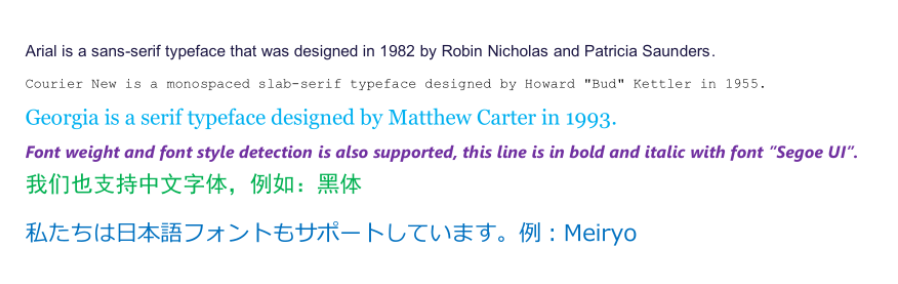 Arial is a sans-serif typeface that was designed in 1982 by Robin Nicholas and Patricia Saunders.
Courier New is a monospaced slab-serif typeface designed by Howard "Bud" Kettler in 1955.
Georgia is a serif typeface designed by Matthew Carter in 1993.
Font weight and font style detection is also supported, this line is in bold and italic with font “Segoe UI”.
我们也支持中文字体，例如：黑体
私たちは日本語フォントもサポートしています。例：Meiryo